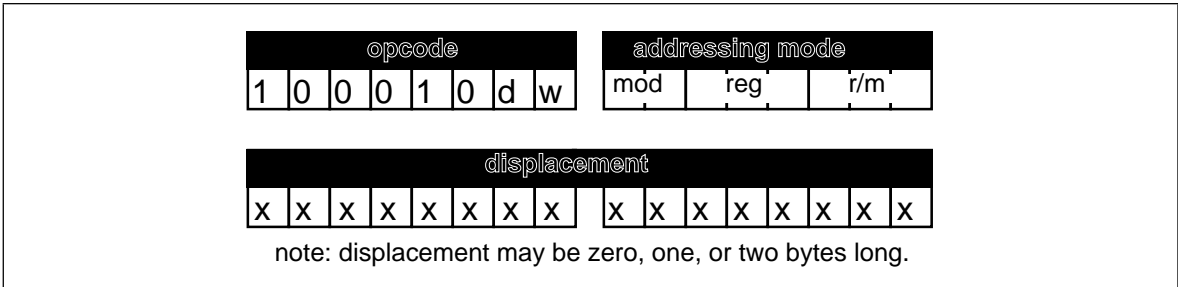 opcode addressing mode
1 0 0 0 1 0 d w mod reg r/m
displacement
x x x x x x x x x x x x x x x x
note: displacement may be zero, one, or two bytes long.